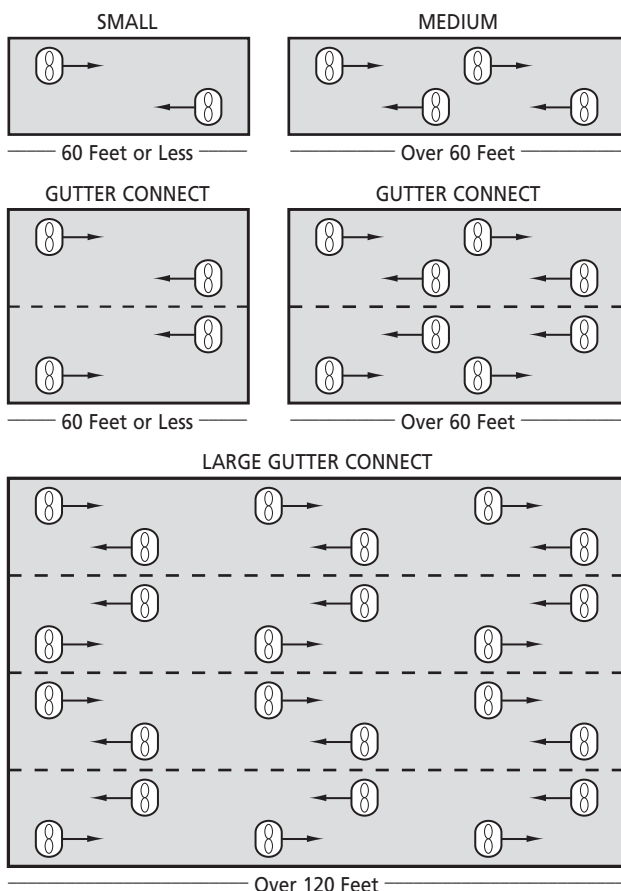 SMALL
MEDIUM
60 Feet or Less
Over 60 Feet
GUTTER CONNECT
GUTTER CONNECT
60 Feet or Less
Over 60 Feet
LARGE GUTTER CONNECT
Over 120 Feet